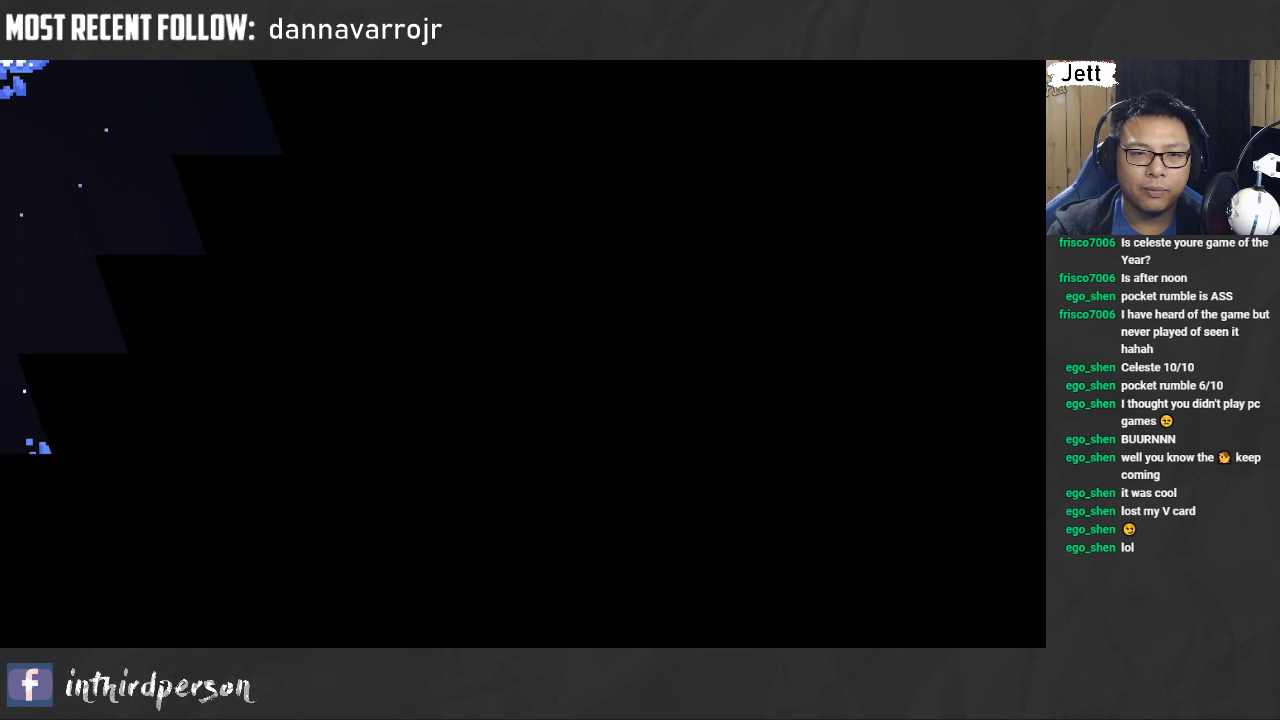 MOST RECENT FOLLOW: dannavarrojr
Jett
frisco7006 Is celeste youre game of the
Year?
frisco7006 Is after noon
ego_shen pocket rumble is ASS
frisco7006 I have heard of the game but
never played of seen it
hahah
ego_shen Celeste 10/10
ego_shen pocket rumble 6/10
ego_shen I thought you didn't play pc
games 😒
ego_shen BUURNNN
ego_shen well you know the 🙋 keep
coming
ego_shen it was cool
ego_shen lost my V card
ego_shen 😏
ego_shen lol
f inthirdperson